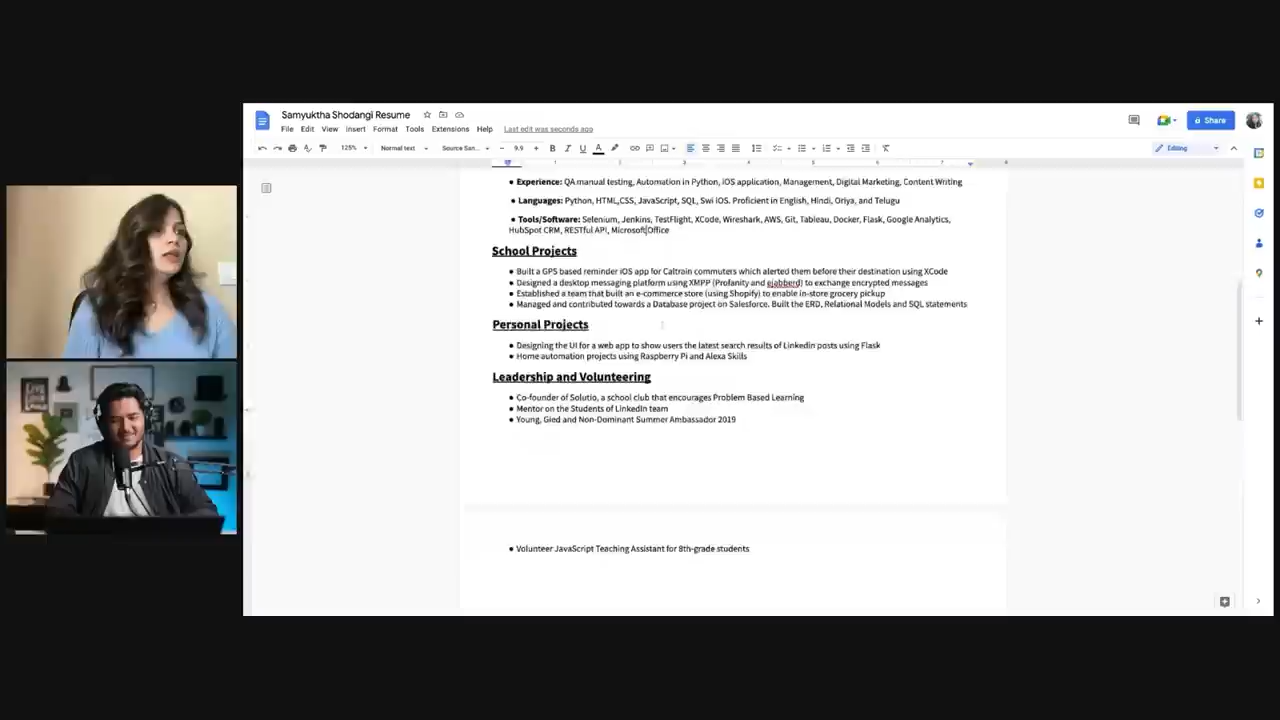 Samyuktha Shodangi Resume
File Edit View Insert Format Tools Extensions Help Last edit was seconds ago
Share
125% Normal text Source San... 9.9 B I U A Editing
• Experience: QA manual testing, Automation in Python, iOS application, Management, Digital Marketing, Content Writing
• Languages: Python, HTML,CSS, JavaScript, SQL, Swi iOS. Proficient in English, Hindi, Oriya, and Telugu
• Tools/Software: Selenium, Jenkins, TestFlight, XCode, Wireshark, AWS, Git, Tableau, Docker, Flask, Google Analytics,
HubSpot CRM, RESTful API, Microsoft Office
School Projects
• Built a GPS based reminder iOS app for Caltrain commuters which alerted them before their destination using XCode
• Designed a desktop messaging platform using XMPP (Profanity and ejabberd) to exchange encrypted messages
• Established a team that built an e-commerce store (using Shopify) to enable in-store grocery pickup
• Managed and contributed towards a Database project on Salesforce. Built the ERD, Relational Models and SQL statements
Personal Projects
• Designing the UI for a web app to show users the latest search results of Linkedin posts using Flask
• Home automation projects using Raspberry Pi and Alexa Skills
Leadership and Volunteering
• Co-founder of Solutio, a school club that encourages Problem Based Learning
• Mentor on the Students of LinkedIn team
• Young, Gied and Non-Dominant Summer Ambassador 2019
• Volunteer JavaScript Teaching Assistant for 8th-grade students